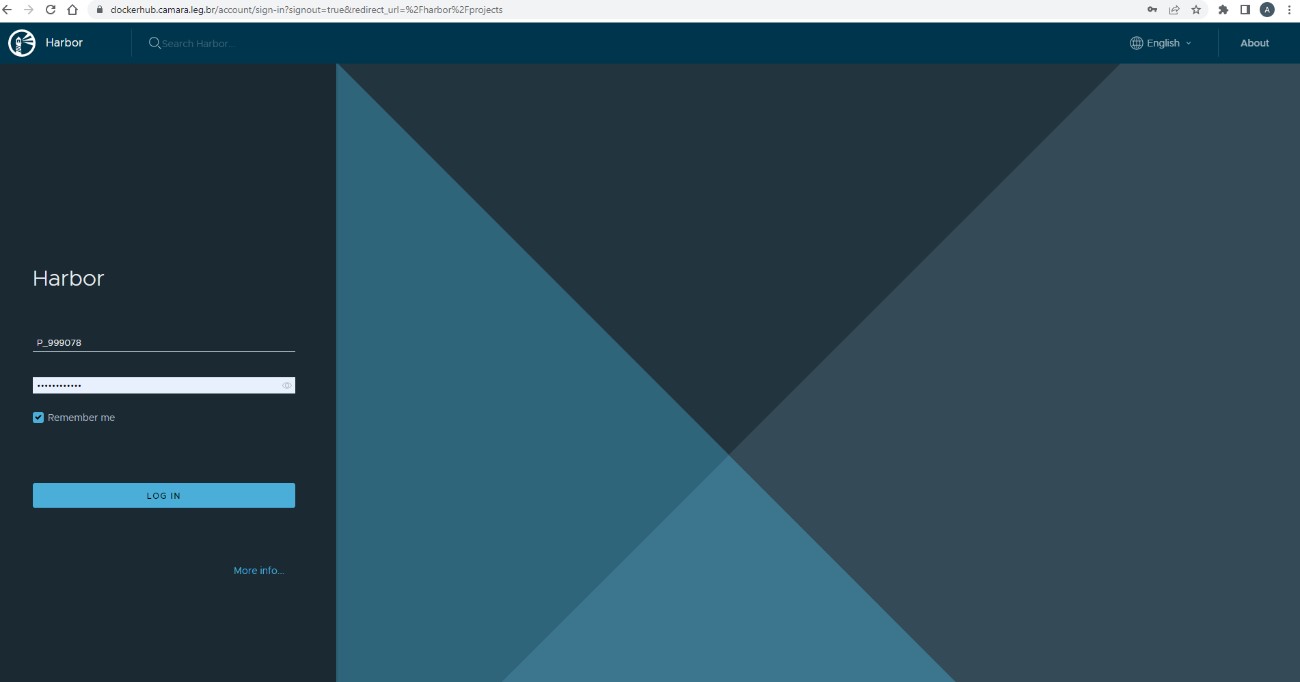 dockerhub.camara.leg.br/account/sign-in?signout=true&redirect_url=%2Fharbor%2Fprojects
A
Harbor
Search Harbor...
English
About
Harbor
P_999078
••••••••••••
Remember me
LOG IN
More info...